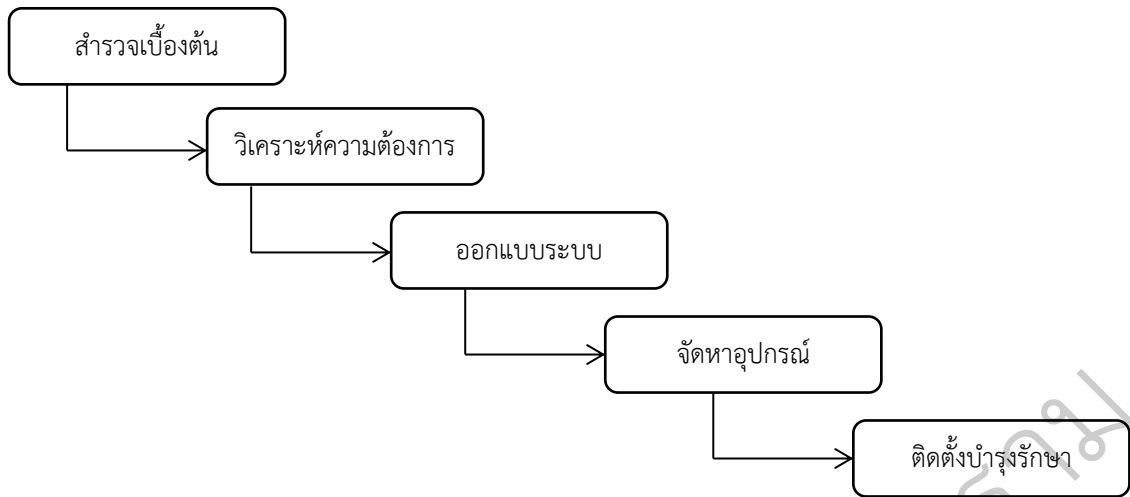 สำรวจเบื้องต้น
วิเคราะห์ความต้องการ
ออกแบบระบบ
จัดหาอุปกรณ์
ติดตั้งบำรุงรักษา